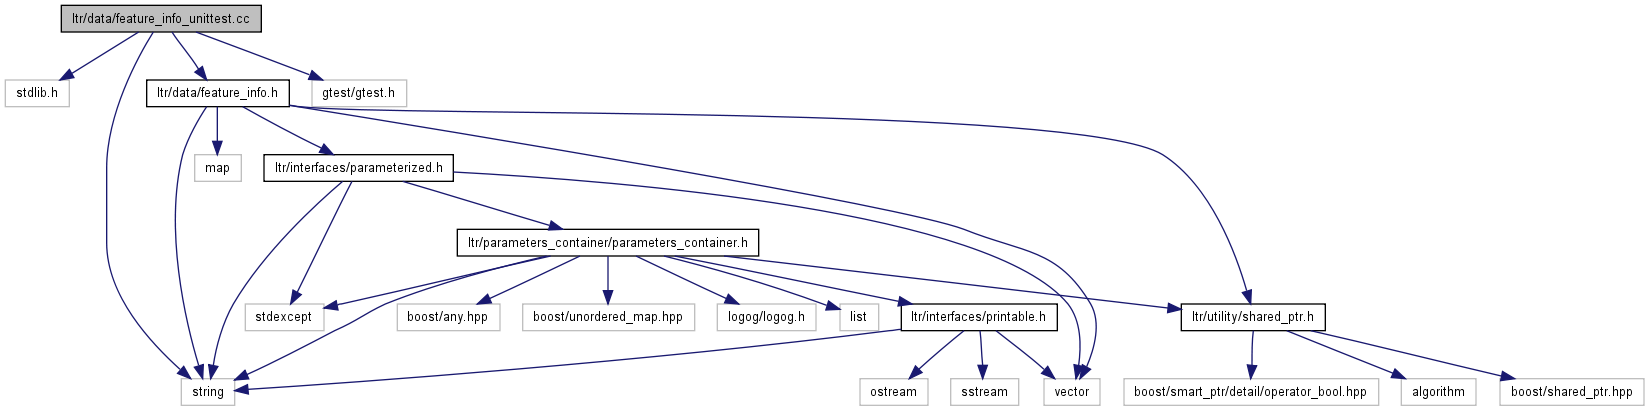 ltr/data/feature_info_unittest.cc
stdlib.h
ltr/data/feature_info.h
gtest/gtest.h
map
ltr/interfaces/parameterized.h
ltr/parameters_container/parameters_container.h
stdexcept
boost/any.hpp
boost/unordered_map.hpp
logog/logog.h
list
ltr/interfaces/printable.h
ltr/utility/shared_ptr.h
string
ostream
sstream
vector
boost/smart_ptr/detail/operator_bool.hpp
algorithm
boost/shared_ptr.hpp